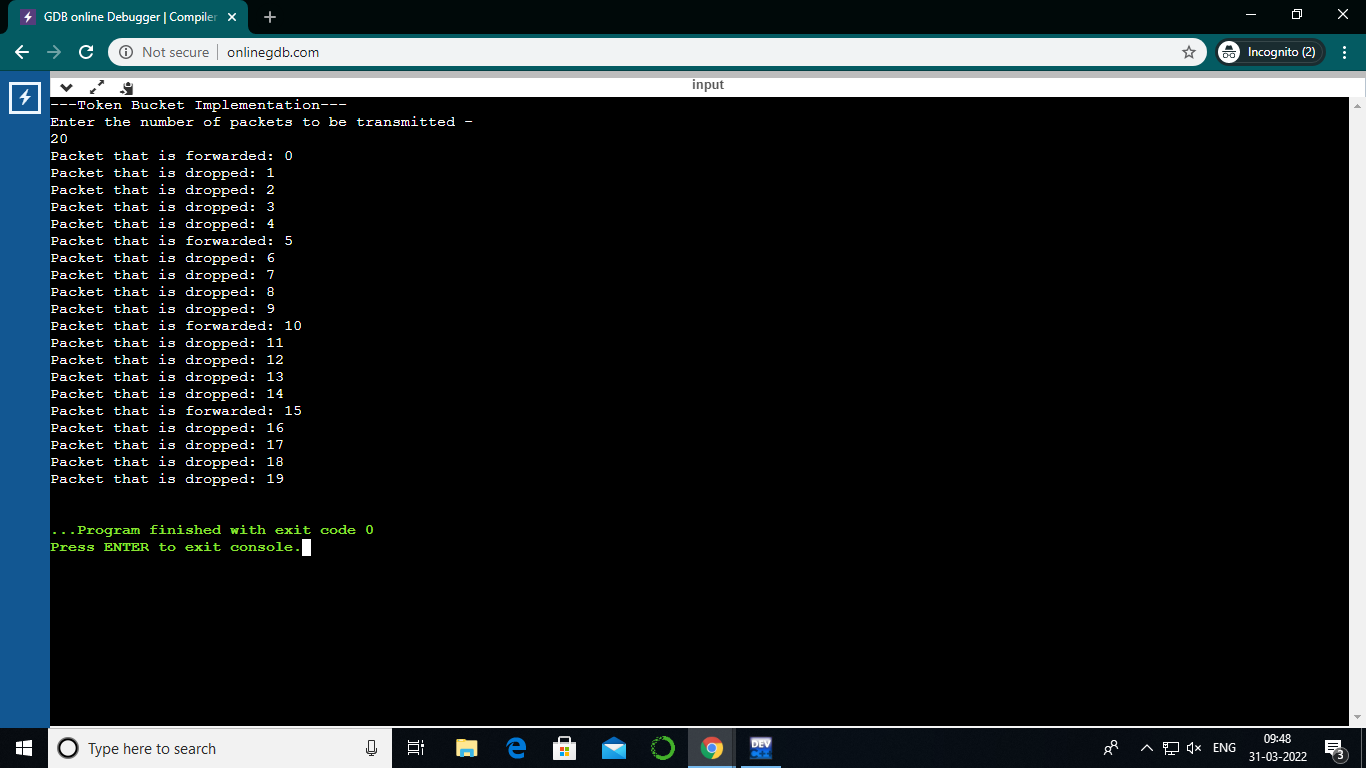 GDB online Debugger | Compiler
Not secure
onlinegdb.com
Incognito (2)
input
---Token Bucket Implementation---
Enter the number of packets to be transmitted -
20
Packet that is forwarded: 0
Packet that is dropped: 1
Packet that is dropped: 2
Packet that is dropped: 3
Packet that is dropped: 4
Packet that is forwarded: 5
Packet that is dropped: 6
Packet that is dropped: 7
Packet that is dropped: 8
Packet that is dropped: 9
Packet that is forwarded: 10
Packet that is dropped: 11
Packet that is dropped: 12
Packet that is dropped: 13
Packet that is dropped: 14
Packet that is forwarded: 15
Packet that is dropped: 16
Packet that is dropped: 17
Packet that is dropped: 18
Packet that is dropped: 19
...Program finished with exit code 0
Press ENTER to exit console.
Type here to search
DEV
ENG
09:48
31-03-2022
3